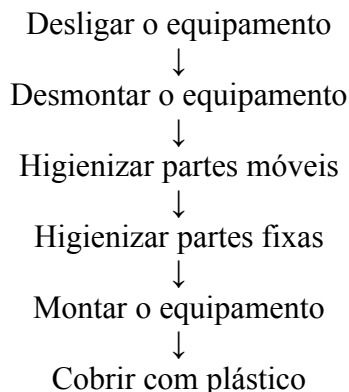 Desligar o equipamento
↓
Desmontar o equipamento
↓
Higienizar partes móveis
↓
Higienizar partes fixas
↓
Montar o equipamento
↓
Cobrir com plástico